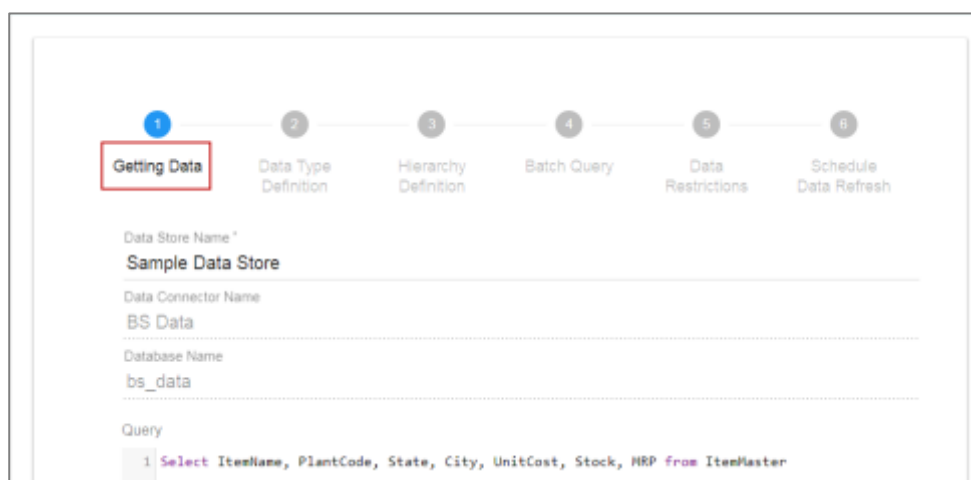 1 2 3 4 5 6
Getting Data Data Type Hierarchy Batch Query Data Schedule
Definition Definition Restrictions Data Refresh
Data Store Name *
Sample Data Store
Data Connector Name
BS Data
Database Name
bs_data
Query
1 Select ItemName, PlantCode, State, City, UnitCost, Stock, MRP from ItemMaster